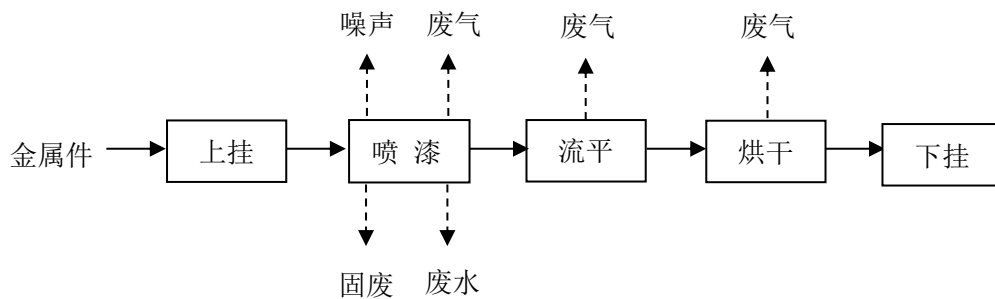 噪声 废气 废气 废气
金属件 上挂 喷 漆 流平 烘干 下挂
固废 废水